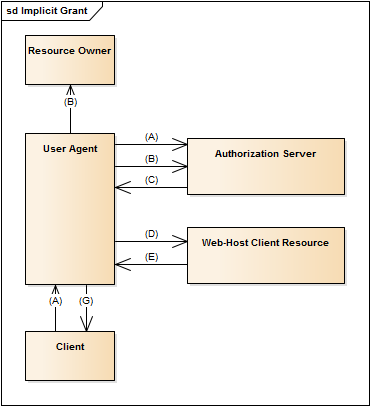 sd Implicit Grant
Resource Owner
(B)
User Agent
(A)
(B)
(C)
Authorization Server
(D)
(E)
Web-Host Client Resource
(A)
(G)
Client